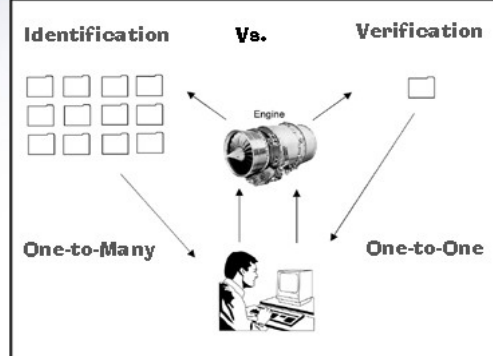 Identification
Vs.
Verification
Engine
One-to-Many
One-to-One